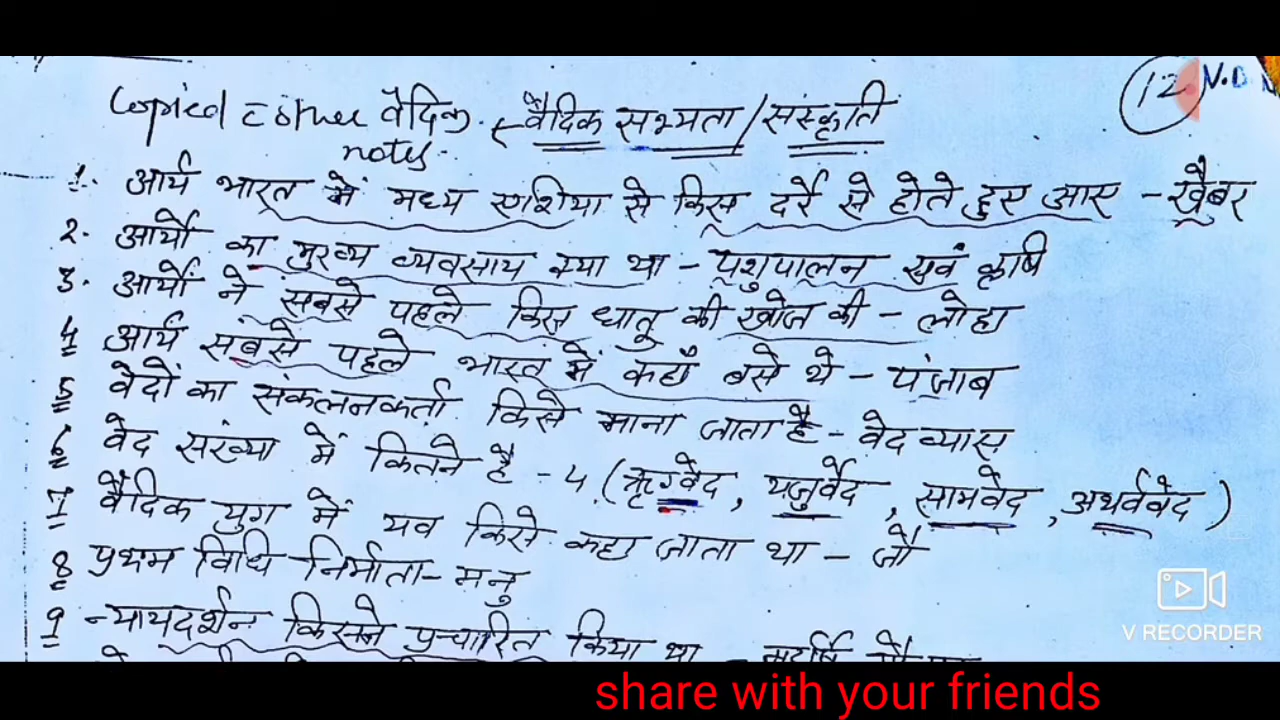 Copied वैदिक वैदिक सभ्यता / संस्कृती 12 V.D
notes
1. आर्य भारत में मध्य एशिया से किस दर्रे से होते हुए आए - खैबर
2. आर्यो का मुख्य व्यवसाय क्या था - पशुपालन एवं कृषि
3. आर्यों ने सबसे पहले किस धातु की खोज की - लोहा
4 आर्य सबसे पहले भारत में कहाँ बसे थे - पंजाब
5 वेदों का संकलनकर्ता किसे माना जाता है - वेदव्यास
6 वेद संख्या में कितने है - 4 (ऋग्वेद, यजुर्वेद, सामवेद, अथर्ववेद)
7 वैदिक युग में यव किसे कहा जाता था - जौ
8 प्रथम विधि निर्माता - मनु
9 न्यायदर्शन किसने प्रचारित किया था -
V RECORDER
share with your friends